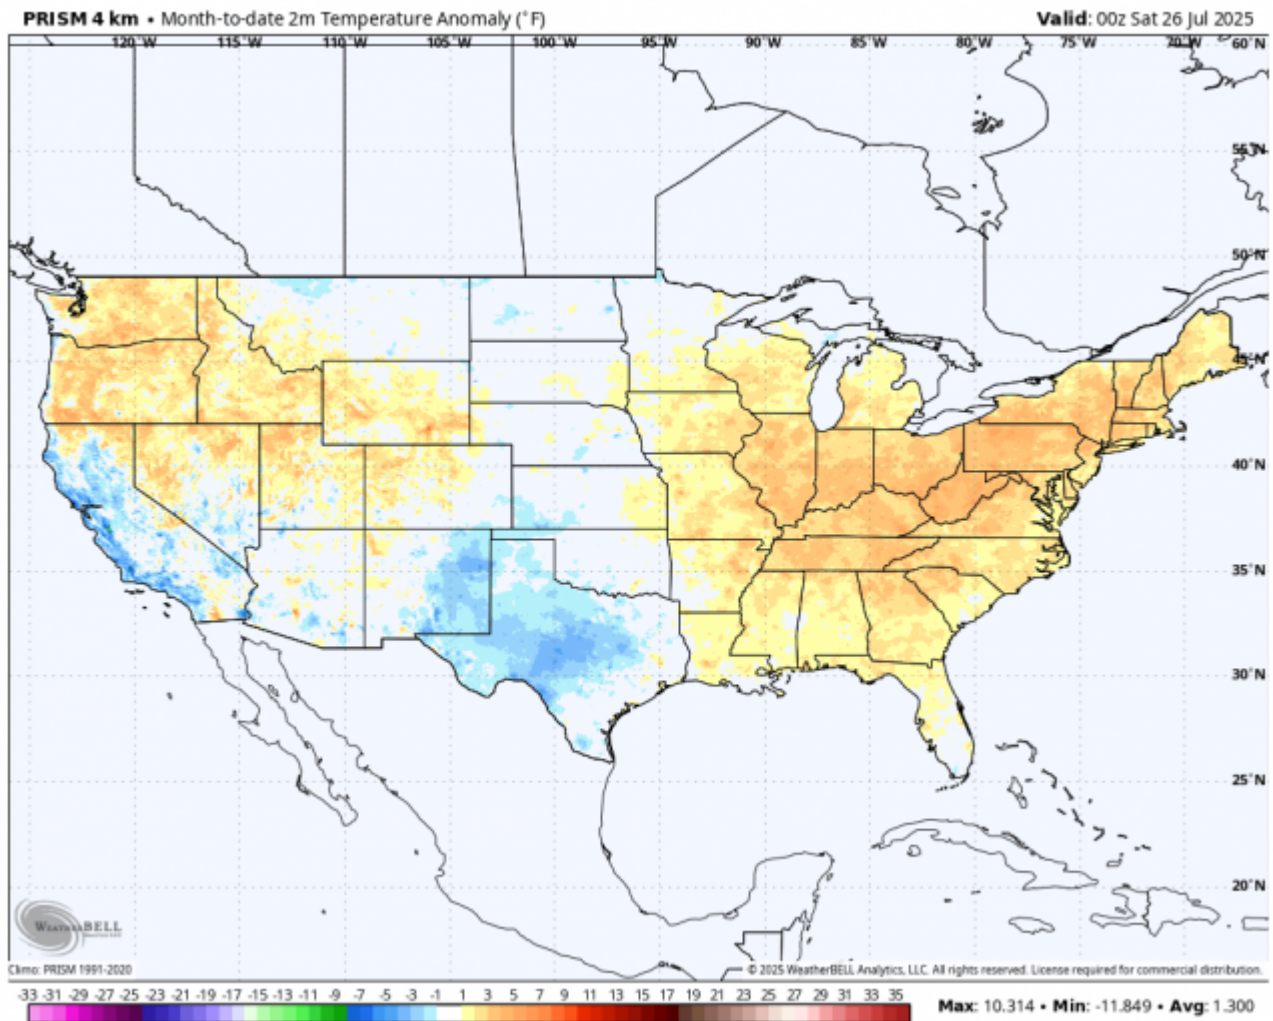 PRISM 4 km • Month-to-date 2m Temperature Anomaly (°F)
Valid: 00z Sat 26 Jul 2025
120°W 115°W 110°W 105°W 100°W 95°W 90°W 85°W 80°W 75°W 70°W 60°N
55°N
50°N
45°N
40°N
35°N
30°N
25°N
20°N
WEATHERBELL
Climo: PRISM 1991-2020
© 2025 WeatherBELL Analytics, LLC. All rights reserved. License required for commercial distribution.
-33 -31 -29 -27 -25 -23 -21 -19 -17 -15 -13 -11 -9 -7 -5 -3 -1 1 3 5 7 9 11 13 15 17 19 21 23 25 27 29 31 33 35
Max: 10.314 • Min: -11.849 • Avg: 1.300